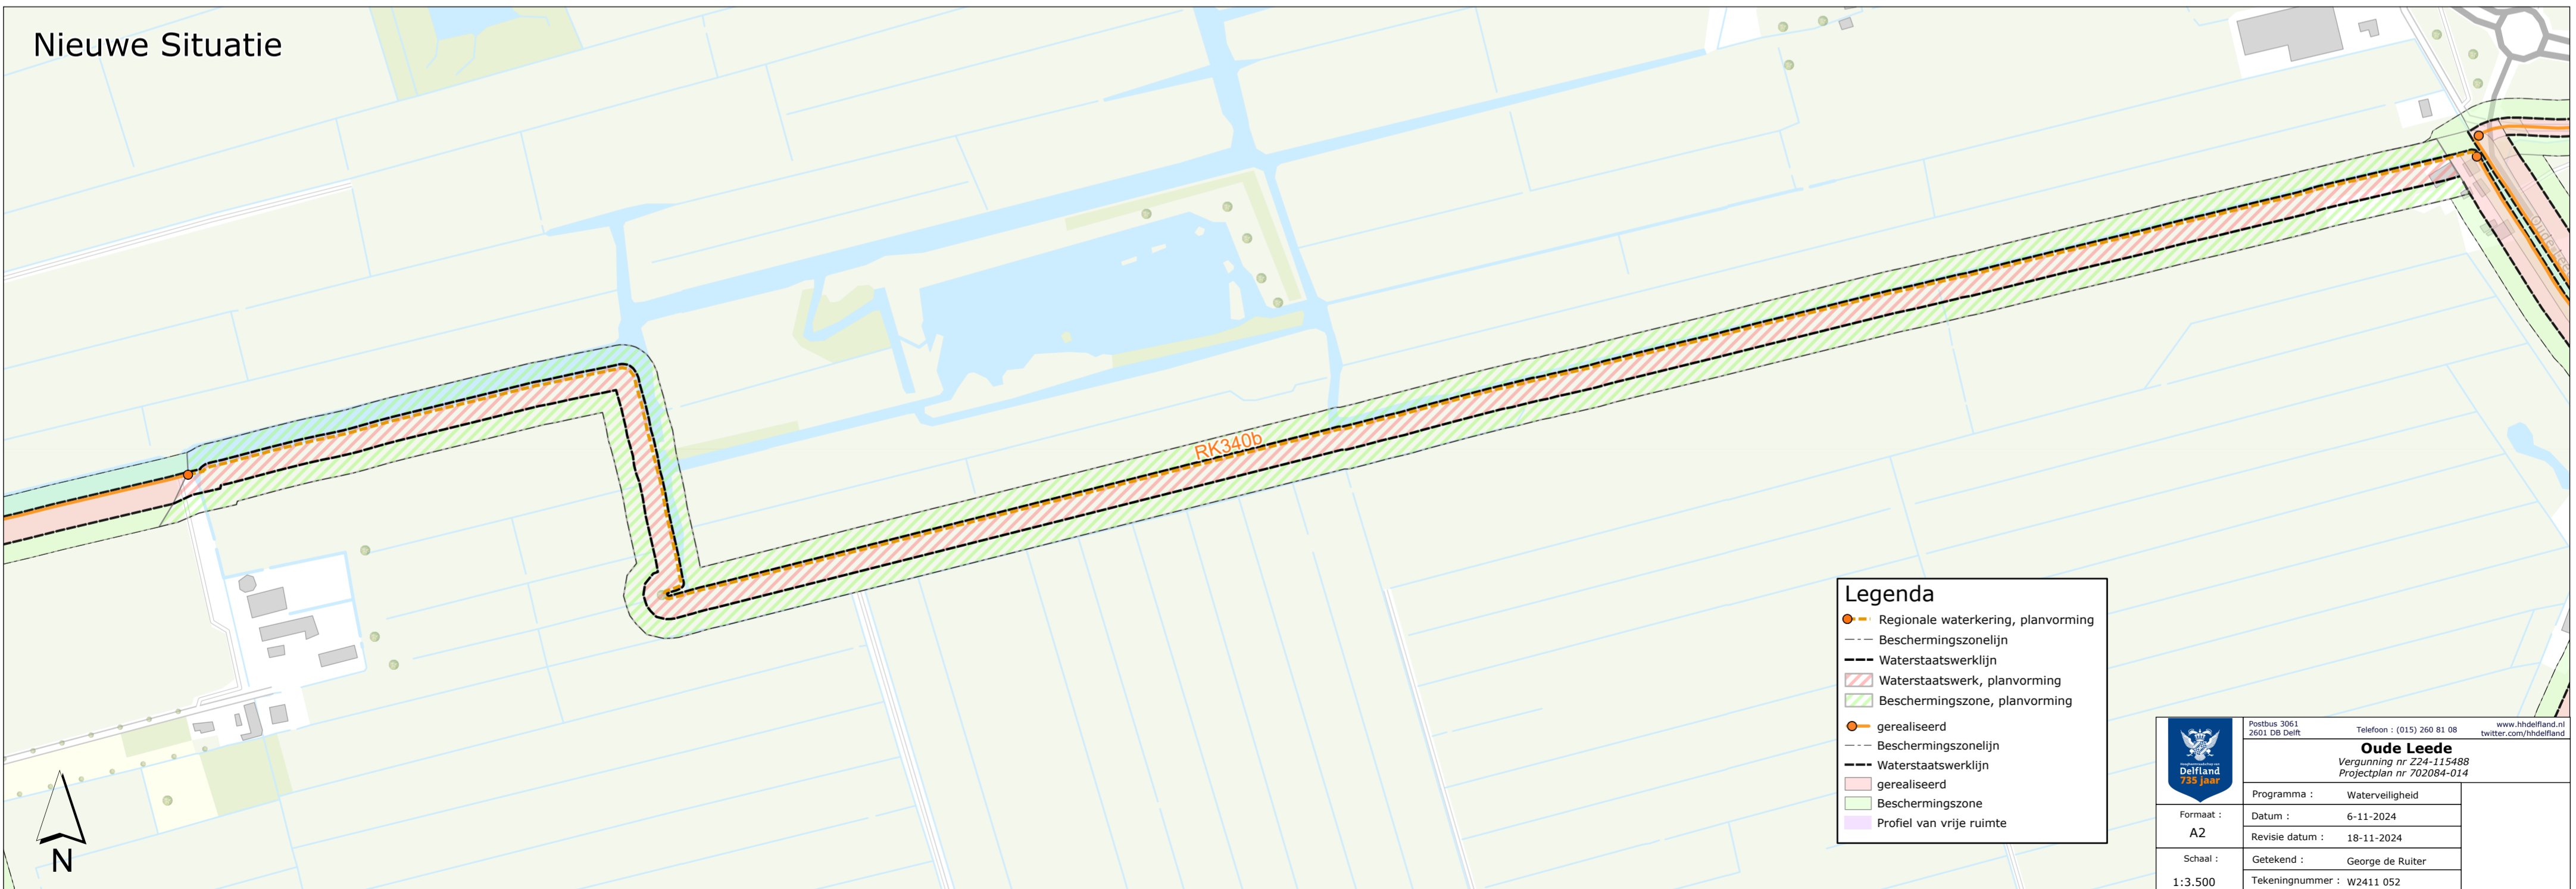 Nieuwe Situatie
RK340b
Legenda
Regionale waterkering, planvorming
Beschermingszonelijn
Waterstaatswerklijn
Waterstaatswerk, planvorming
Beschermingszone, planvorming
gerealiseerd
Beschermingszonelijn
Waterstaatswerklijn
gerealiseerd
Beschermingszone
Profiel van vrije ruimte
N
Hoogheemraadschap van
Delfland
735 jaar
Postbus 3061
2601 DB Delft
Telefoon : (015) 260 81 08
www.hhdelfland.nl
twitter.com/hhdelfland
Oude Leede
Vergunning nr Z24-115488
Projectplan nr 702084-014
Programma : Waterveiligheid
Formaat :
A2
Datum : 6-11-2024
Revisie datum : 18-11-2024
Schaal :
1:3.500
Getekend : George de Ruiter
Tekeningnummer : W2411 052